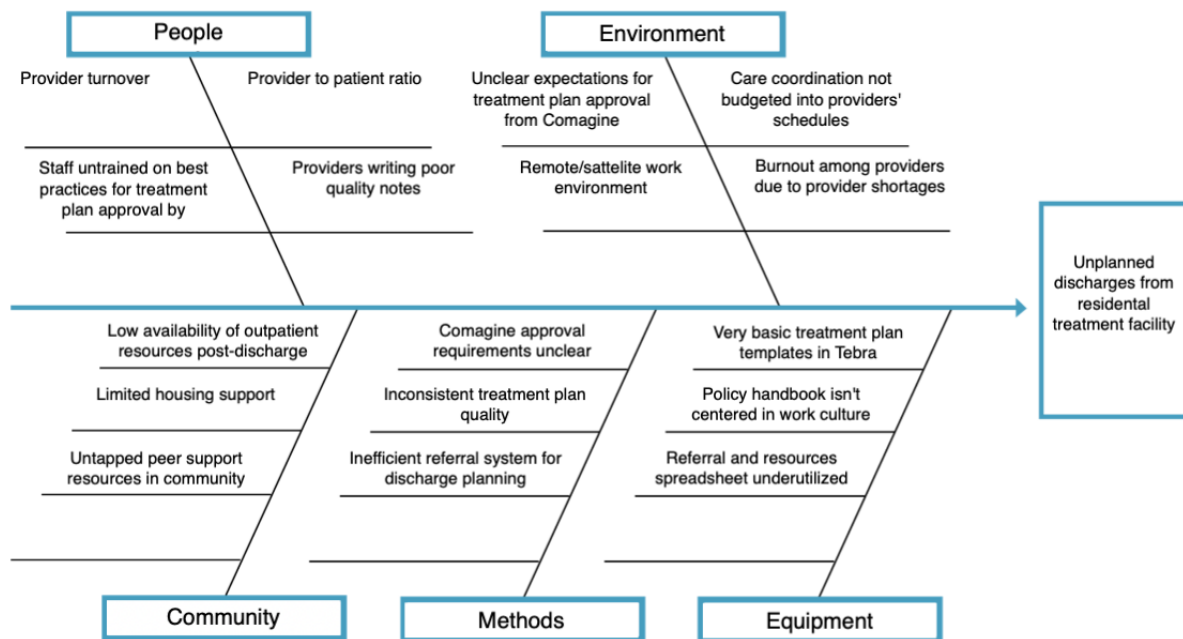 People
Environment
Provider turnover
Provider to patient ratio
Unclear expectations for
treatment plan approval
from Comagine
Care coordination not
budgeted into providers'
schedules
Staff untrained on best
practices for treatment
plan approval by
Providers writing poor
quality notes
Remote/sattelite work
environment
Burnout among providers
due to provider shortages
Unplanned
discharges from
residental
treatment facility
Low availability of outpatient
resources post-discharge
Limited housing support
Untapped peer support
resources in community
Comagine approval
requirements unclear
Inconsistent treatment plan
quality
Inefficient referral system for
discharge planning
Very basic treatment plan
templates in Tebra
Policy handbook isn't
centered in work culture
Referral and resources
spreadsheet underutilized
Community
Methods
Equipment